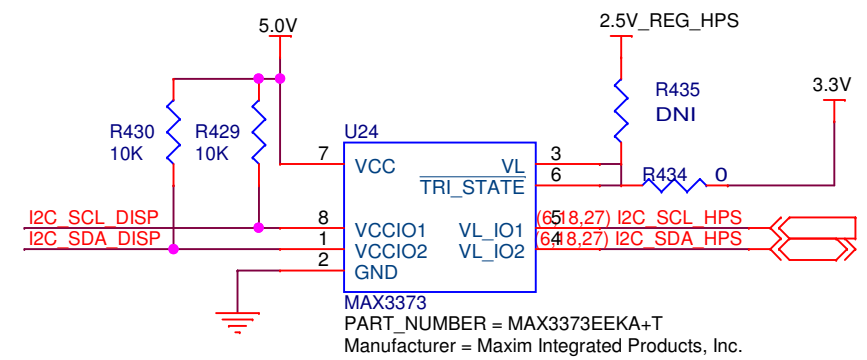 5.0V
2.5V_REG_HPS
3.3V
R435
DNI
R430
10K
R429
10K
U24
7
VCC
VL
3
TRI_STATE
6
R434
0
I2C_SCL_DISP
8
VCCIO1
VL_IO1
5
(6,18,27) I2C_SCL_HPS
I2C_SDA_DISP
1
VCCIO2
VL_IO2
4
(6,18,27) I2C_SDA_HPS
2
GND
MAX3373
PART_NUMBER = MAX3373EEKA+T
Manufacturer = Maxim Integrated Products, Inc.